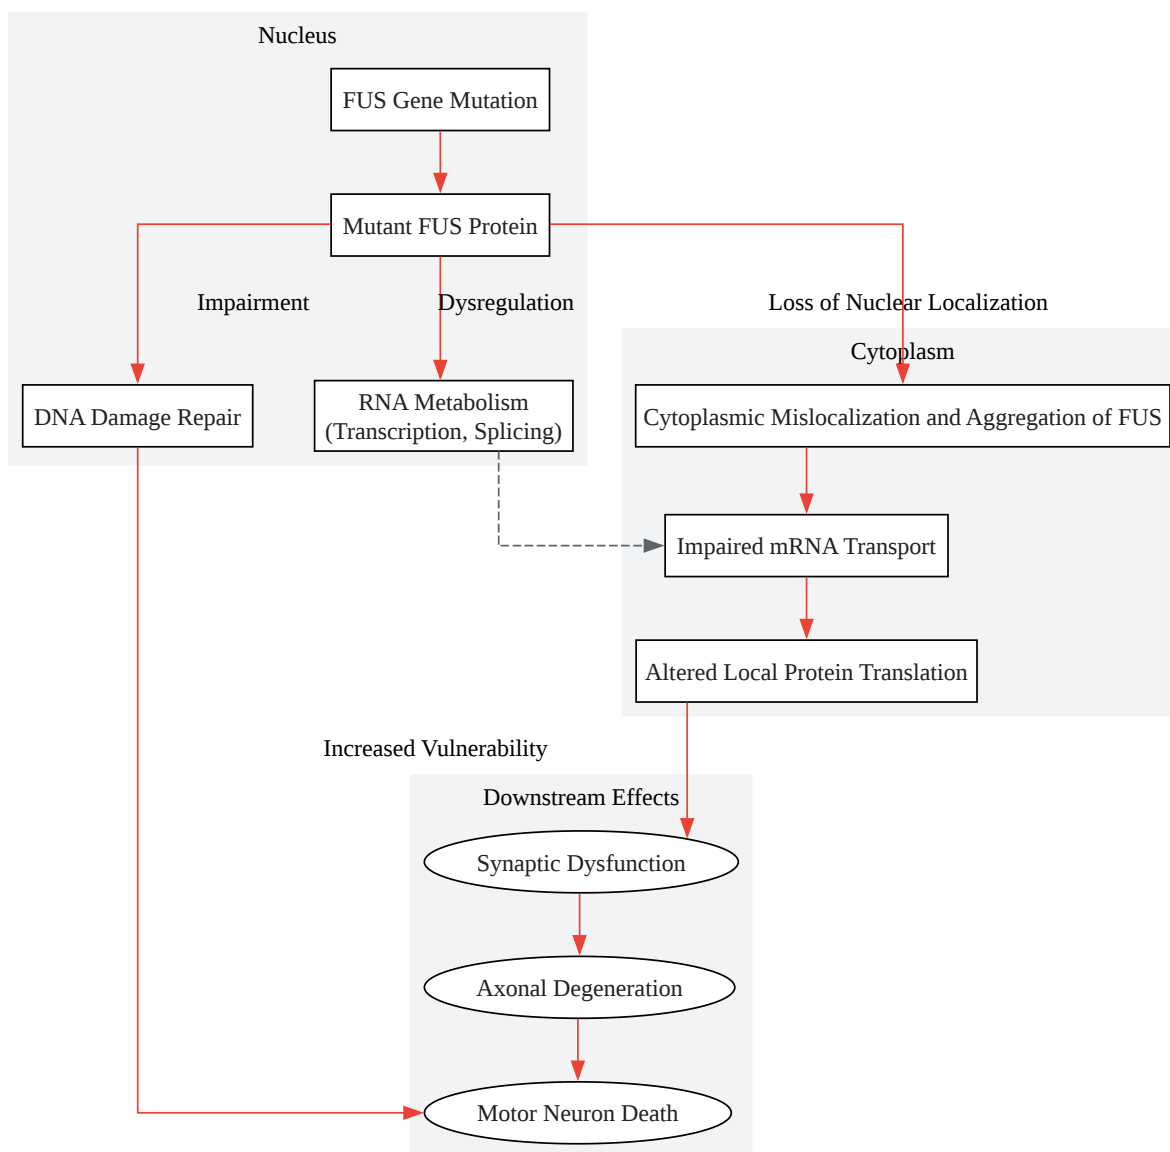 Nucleus
FUS Gene Mutation
Mutant FUS Protein
Impairment
Dysregulation
Loss of Nuclear Localization
Cytoplasm
DNA Damage Repair
RNA Metabolism
(Transcription, Splicing)
Cytoplasmic Mislocalization and Aggregation of FUS
Impaired mRNA Transport
Altered Local Protein Translation
Increased Vulnerability
Downstream Effects
Synaptic Dysfunction
Axonal Degeneration
Motor Neuron Death